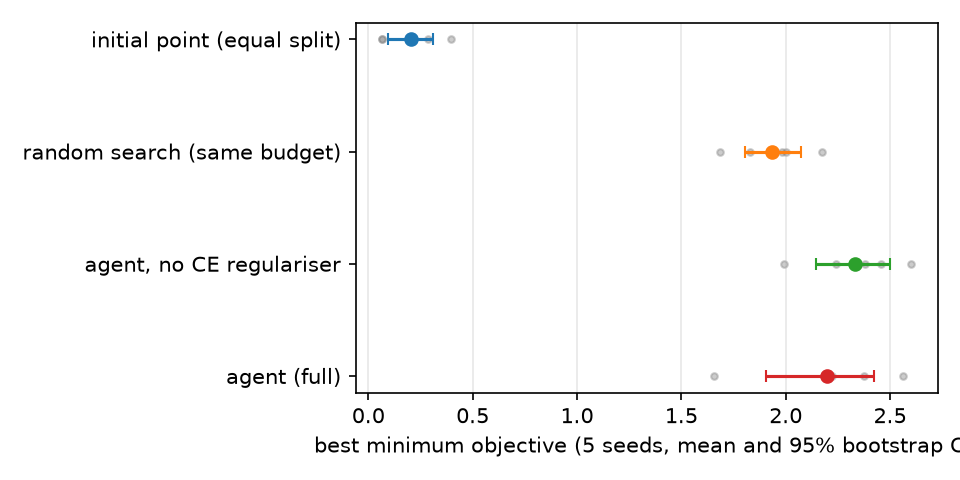 initial point (equal split)
random search (same budget)
agent, no CE regulariser
agent (full)
0.0 0.5 1.0 1.5 2.0 2.5
best minimum objective (5 seeds, mean and 95% bootstrap